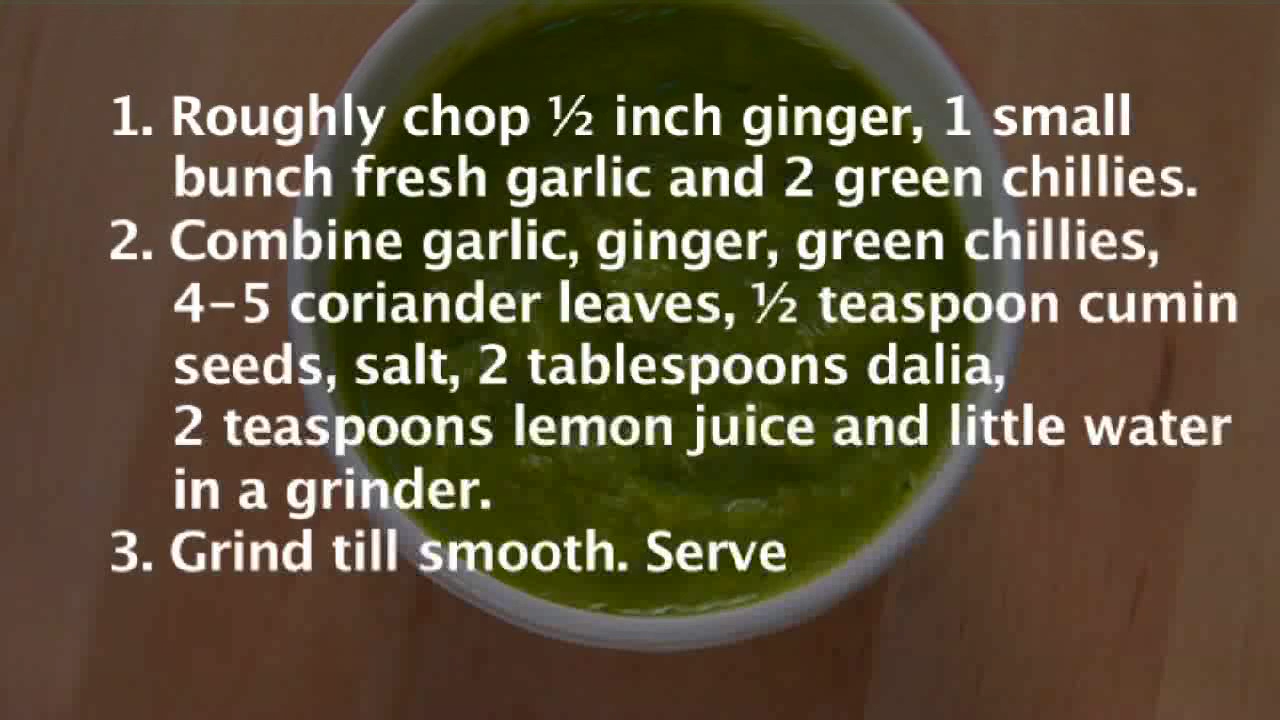 1. Roughly chop ½ inch ginger, 1 small
bunch fresh garlic and 2 green chillies.
2. Combine garlic, ginger, green chillies,
4-5 coriander leaves, ½ teaspoon cumin
seeds, salt, 2 tablespoons dalia,
2 teaspoons lemon juice and little water
in a grinder.
3. Grind till smooth. Serve